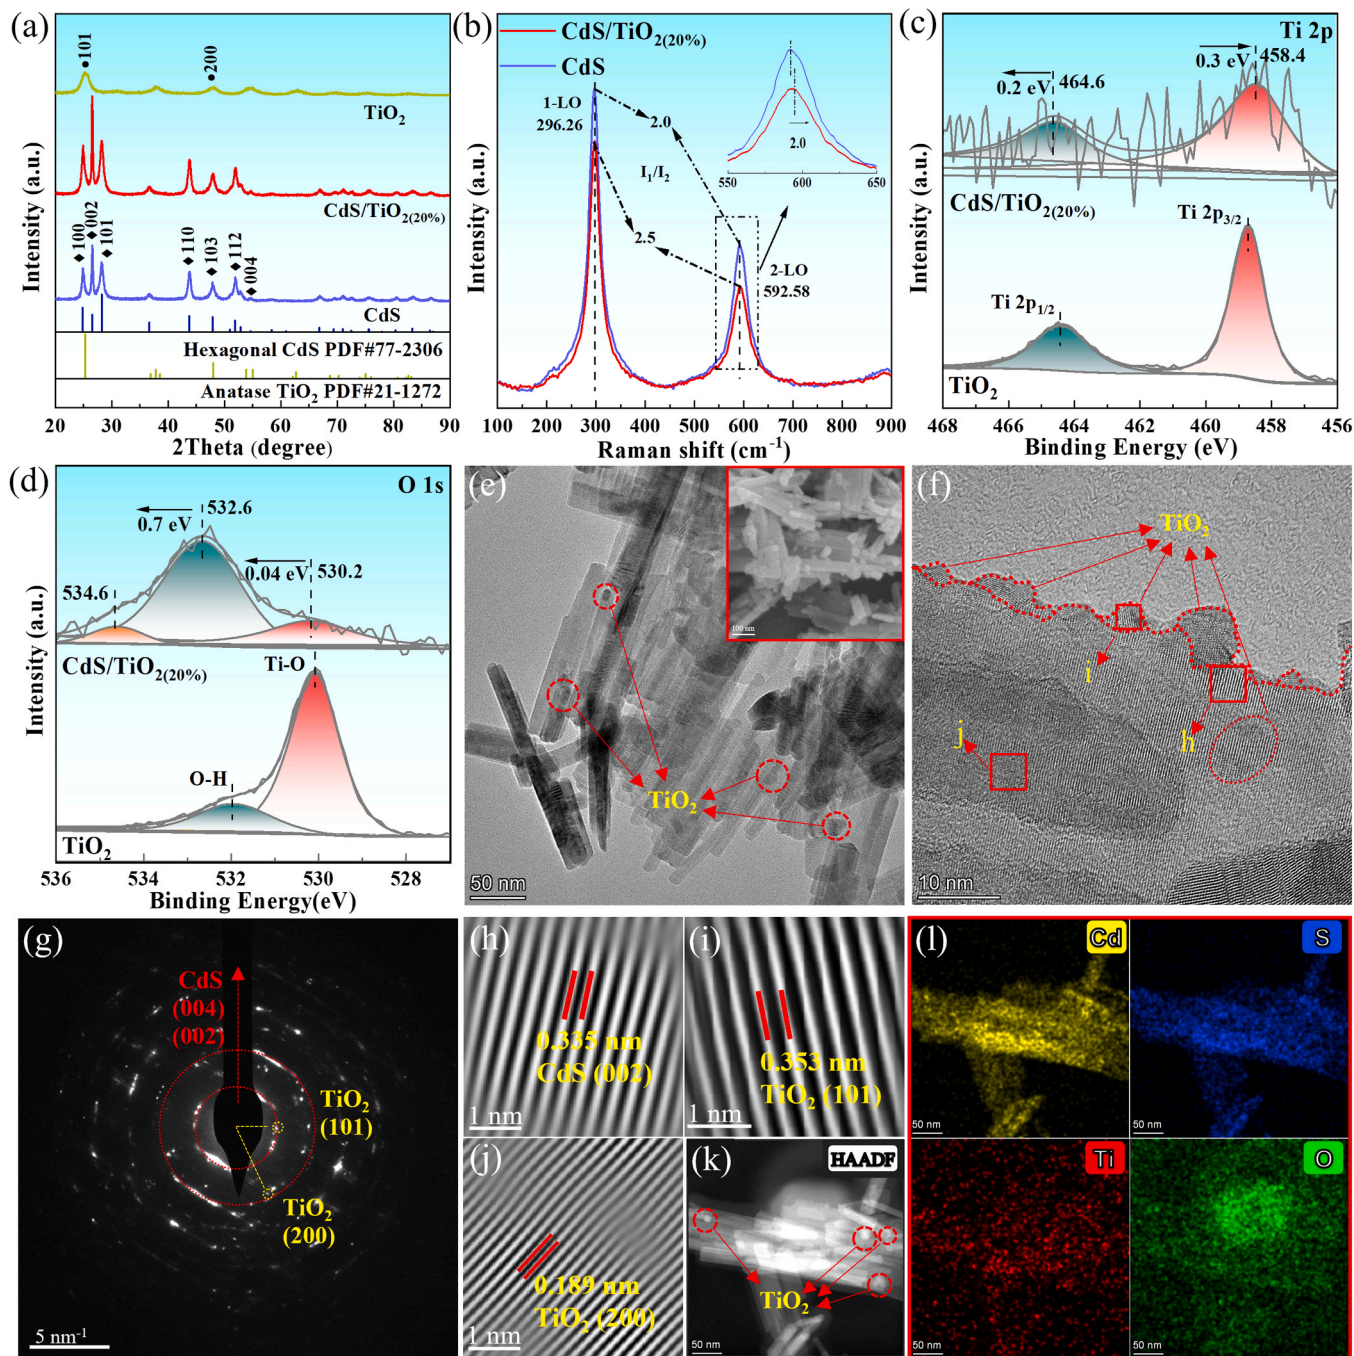 (a)
101
200
TiO2
CdS/TiO2(20%)
100
002
101
110
103
112
004
CdS
Hexagonal CdS PDF#77-2306
Anatase TiO2 PDF#21-1272
20 30 40 50 60 70 80 90
2Theta (degree)
Intensity (a.u.)
(b)
CdS/TiO2(20%)
CdS
1-LO
296.26
2.0
I1/I2
2.5
2-LO
592.58
2.0
550 600 650
100 200 300 400 500 600 700 800 900
Raman shift (cm-1)
Intensity (a.u.)
(c)
Ti 2p
0.3 eV
458.4
0.2 eV
464.6
CdS/TiO2(20%)
Ti 2p3/2
Ti 2p1/2
TiO2
468 466 464 462 460 458 456
Binding Energy (eV)
Intensity (a.u.)
(d)
O 1s
532.6
0.7 eV
0.04 eV
530.2
534.6
CdS/TiO2(20%)
Ti-O
O-H
TiO2
536 534 532 530 528
Binding Energy(eV)
Intensity (a.u.)
(e)
100 nm
TiO2
50 nm
(f)
TiO2
i
h
j
10 nm
(g)
CdS
(004)
(002)
TiO2
(101)
TiO2
(200)
5 nm-1
(h)
0.335 nm
CdS (002)
1 nm
(i)
0.353 nm
TiO2 (101)
1 nm
(j)
0.189 nm
TiO2 (200)
1 nm
(k)
HAADF
TiO2
50 nm
(l)
Cd
50 nm
S
50 nm
Ti
50 nm
O
50 nm